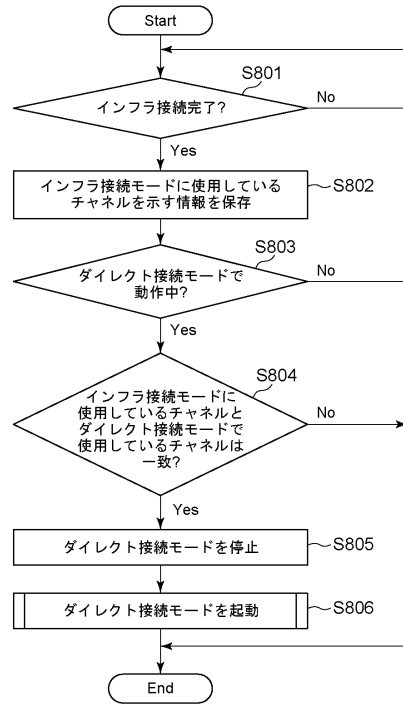 Start
S801
インフラ接続完了?
No
Yes
インフラ接続モードに使用している
チャネルを示す情報を保存
S802
S803
ダイレクト接続モードで
動作中?
No
Yes
S804
インフラ接続モードに
使用しているチャネルと
ダイレクト接続モードで
使用しているチャネルは
一致?
No
Yes
ダイレクト接続モードを停止
S805
ダイレクト接続モードを起動
S806
End